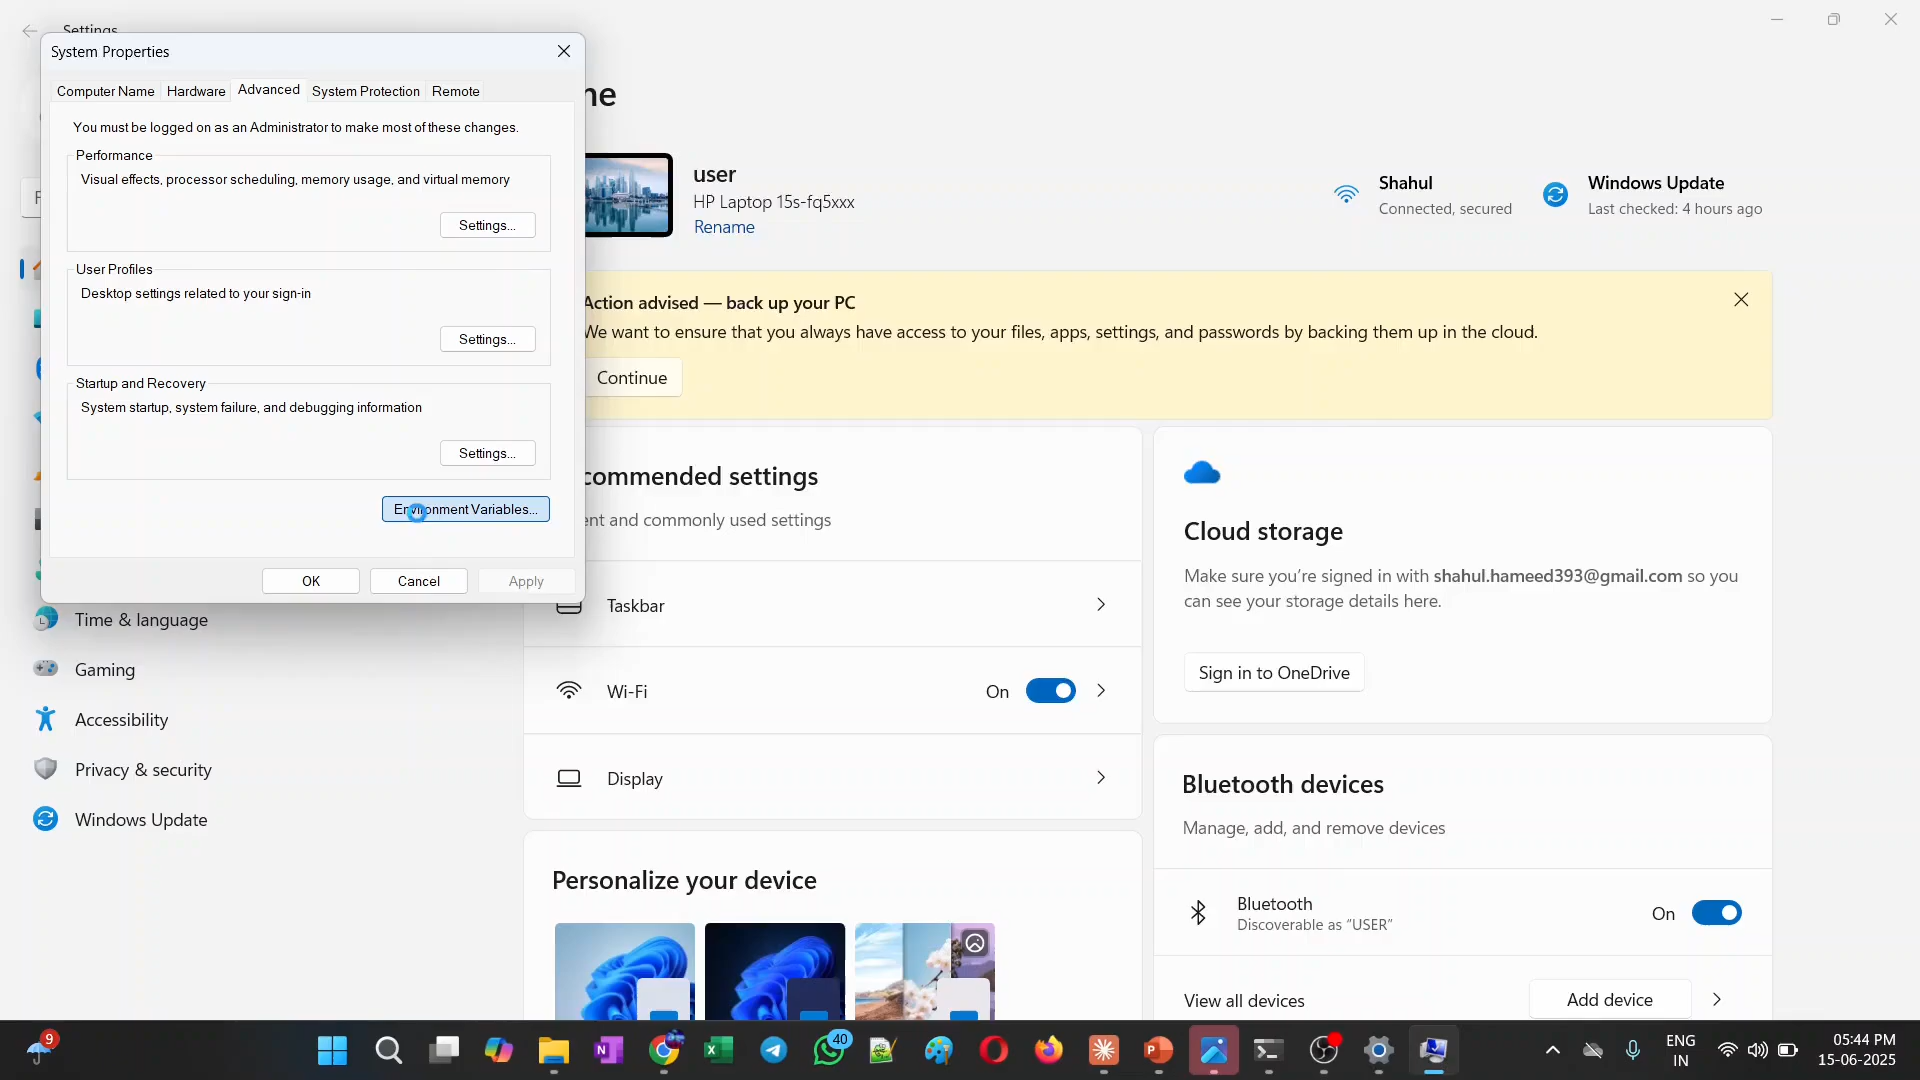 Settings
System Properties
Computer Name
Hardware
Advanced
System Protection
Remote
You must be logged on as an Administrator to make most of these changes.
Performance
Visual effects, processor scheduling, memory usage, and virtual memory
Settings...
User Profiles
Desktop settings related to your sign-in
Settings...
Startup and Recovery
System startup, system failure, and debugging information
Settings...
Environment Variables...
OK
Cancel
Apply
Time & language
Gaming
Accessibility
Privacy & security
Windows Update
user
HP Laptop 15s-fq5xxx
Rename
Shahul
Connected, secured
Windows Update
Last checked: 4 hours ago
Action advised — back up your PC
We want to ensure that you always have access to your files, apps, settings, and passwords by backing them up in the cloud.
Continue
settings
and commonly used settings
Taskbar
Wi-Fi
On
Display
Personalize your device
Cloud storage
Make sure you're signed in with shahul.hameed393@gmail.com so you
can see your storage details here.
Sign in to OneDrive
Bluetooth devices
Manage, add, and remove devices
Bluetooth
Discoverable as "USER"
On
View all devices
Add device
9
40
ENG
IN
05:44 PM
15-06-2025